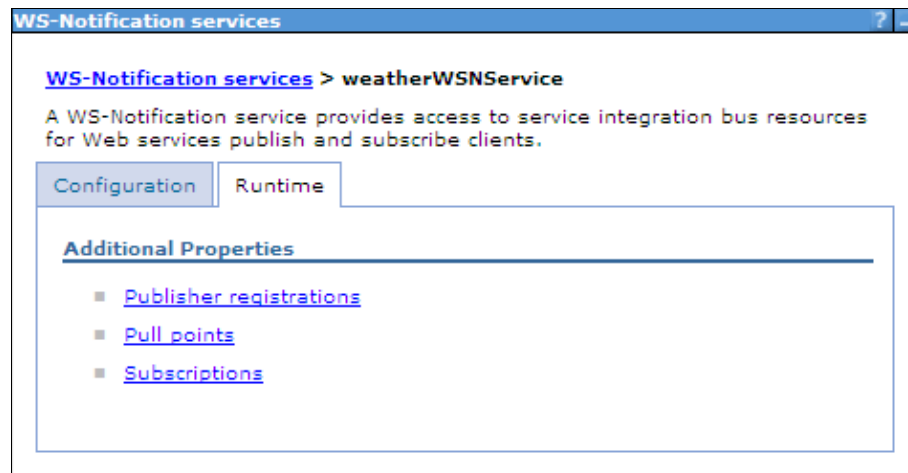 WS-Notification services ? -
WS-Notification services > weatherWSNService
A WS-Notification service provides access to service integration bus resources
for Web services publish and subscribe clients.
Configuration Runtime
Additional Properties
Publisher registrations
Pull points
Subscriptions